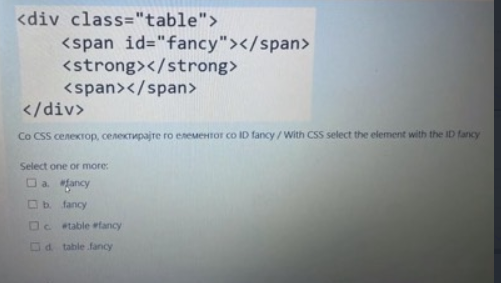 <div class="table">
<span id="fancy"></span>
<strong></strong>
<span></span>
</div>
Со CSS селектор, селектирајте го елементот со ID fancy / With CSS select the element with the ID fancy
Select one or more:
a. #fancy
b. .fancy
c. #table #fancy
d. .table .fancy